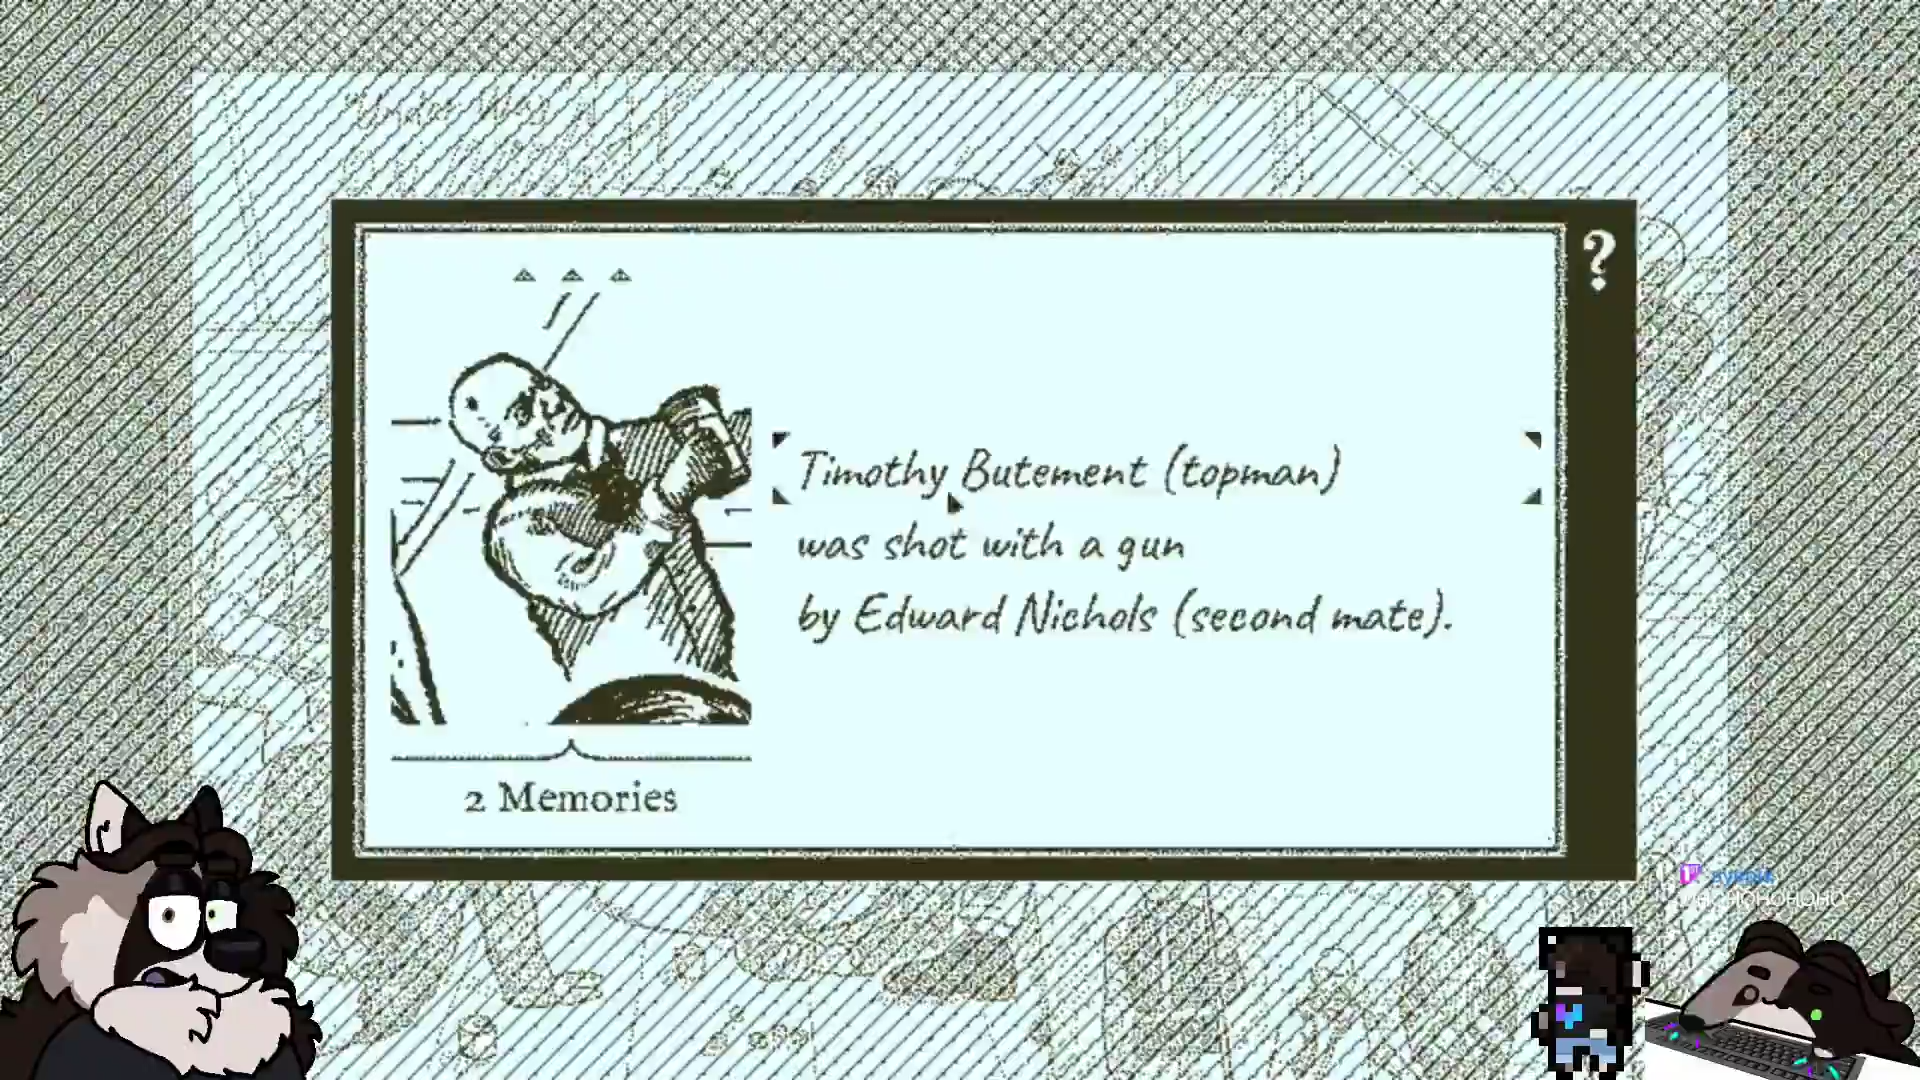 ?
Timothy Butement (topman)
was shot with a gun
by Edward Nichols (second mate).
2 Memories